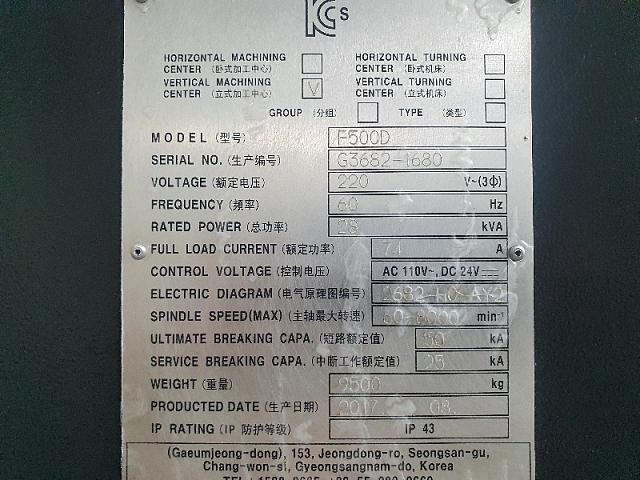 KCs
HORIZONTAL MACHINING CENTER (卧式加工中心)
HORIZONTAL TURNING CENTER (卧式机床)
VERTICAL MACHINING CENTER (立式加工中心) V
VERTICAL TURNING CENTER (立式机床)
GROUP (分组) TYPE (类型)
MODEL (型号) F500D
SERIAL NO. (生产编号) G3682-1680
VOLTAGE (额定电压) 220 V~(3Φ)
FREQUENCY (频率) 60 Hz
RATED POWER (总功率) 28 kVA
FULL LOAD CURRENT (额定功率) 74 A
CONTROL VOLTAGE (控制电压) AC 110V~, DC 24V
ELECTRIC DIAGRAM (电气原理图编号)
SPINDLE SPEED(MAX) (主轴最大转速) 60-8000 min⁻¹
ULTIMATE BREAKING CAPA. (短路额定值) 50 kA
SERVICE BREAKING CAPA. (中断工作额定值) 25 kA
WEIGHT (重量) 9500 kg
PRODUCTED DATE (生产日期) 2017. 08.
IP RATING (IP 防护等级) IP 43
(Gaeumjeong-dong), 153, Jeongdong-ro, Seongsan-gu,
Chang-won-si, Gyeongsangnam-do, Korea